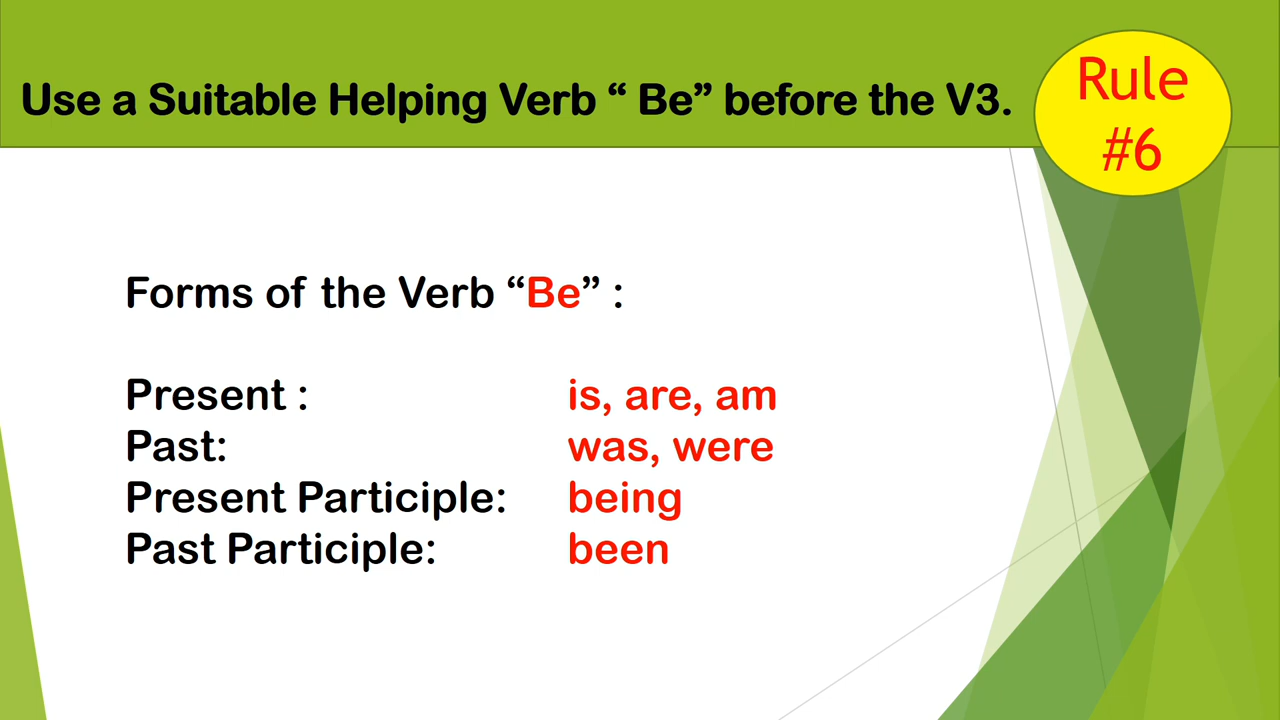 Use a Suitable Helping Verb “ Be” before the V3.
Rule
#6
Forms of the Verb “Be” :
Present : is, are, am
Past: was, were
Present Participle: being
Past Participle: been